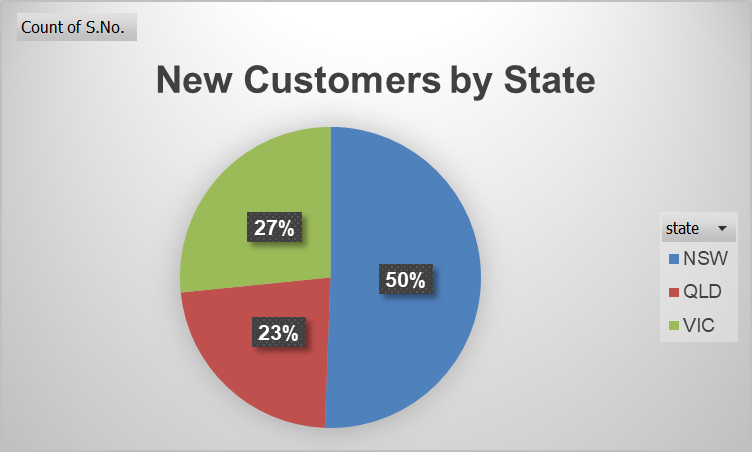 Count of S.No.
New Customers by State
27%
50%
23%
state
NSW
QLD
VIC